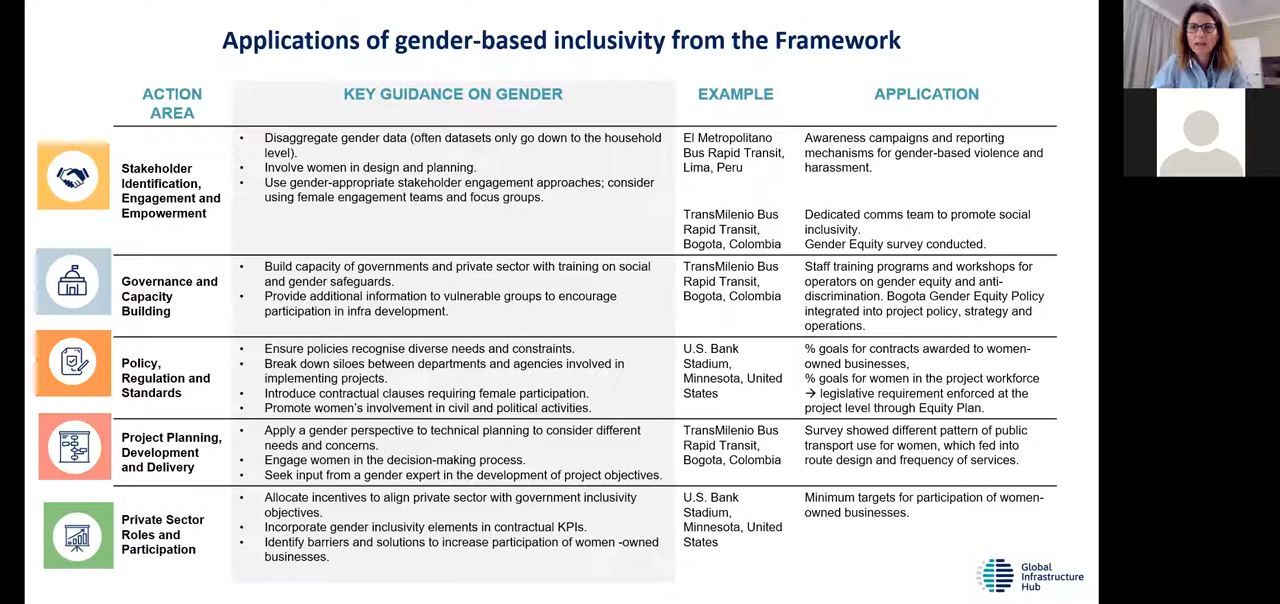 Applications of gender-based inclusivity from the Framework
ACTION
AREA
KEY GUIDANCE ON GENDER
EXAMPLE
APPLICATION
Stakeholder
Identification,
Engagement and
Empowerment
• Disaggregate gender data (often datasets only go down to the household
level).
• Involve women in design and planning.
• Use gender-appropriate stakeholder engagement approaches; consider
using female engagement teams and focus groups.
El Metropolitano
Bus Rapid Transit,
Lima, Peru
Awareness campaigns and reporting
mechanisms for gender-based violence and
harassment.
TransMilenio Bus
Rapid Transit,
Bogota, Colombia
Dedicated comms team to promote social
inclusivity.
Gender Equity survey conducted.
Governance and
Capacity
Building
• Build capacity of governments and private sector with training on social
and gender safeguards.
• Provide additional information to vulnerable groups to encourage
participation in infra development.
TransMilenio Bus
Rapid Transit,
Bogota, Colombia
Staff training programs and workshops for
operators on gender equity and anti-
discrimination. Bogota Gender Equity Policy
integrated into project policy, strategy and
operations.
Policy,
Regulation and
Standards
• Ensure policies recognise diverse needs and constraints.
• Break down siloes between departments and agencies involved in
implementing projects.
• Introduce contractual clauses requiring female participation.
• Promote women's involvement in civil and political activities.
U.S. Bank
Stadium,
Minnesota, United
States
% goals for contracts awarded to women-
owned businesses,
% goals for women in the project workforce
→ legislative requirement enforced at the
project level through Equity Plan.
Project Planning,
Development
and Delivery
• Apply a gender perspective to technical planning to consider different
needs and concerns.
• Engage women in the decision-making process.
• Seek input from a gender expert in the development of project objectives.
TransMilenio Bus
Rapid Transit,
Bogota, Colombia
Survey showed different pattern of public
transport use for women, which fed into
route design and frequency of services.
Private Sector
Roles and
Participation
• Allocate incentives to align private sector with government inclusivity
objectives.
• Incorporate gender inclusivity elements in contractual KPIs.
• Identify barriers and solutions to increase participation of women -owned
businesses.
U.S. Bank
Stadium,
Minnesota, United
States
Minimum targets for participation of women-
owned businesses.
Global
Infrastructure
Hub